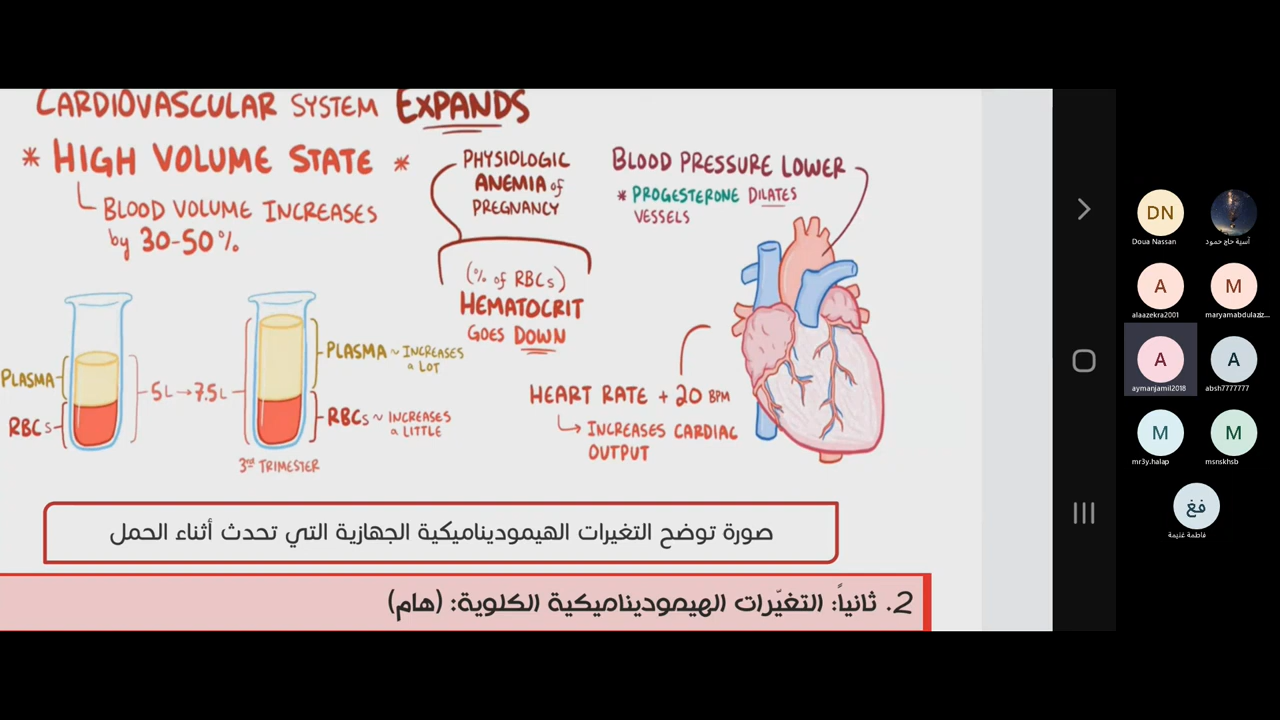 CARDIOVASCULAR SYSTEM EXPANDS
* HIGH VOLUME STATE *
BLOOD VOLUME INCREASES
by 30-50%
PHYSIOLOGIC
ANEMIA of
PREGNANCY
(% of RBCs)
HEMATOCRIT
GOES DOWN
BLOOD PRESSURE LOWER
* PROGESTERONE DILATES
VESSELS
PLASMA
RBCs
5L→7.5L
PLASMA ~ INCREASES
a LOT
RBCs ~ INCREASES
a LITTLE
3rd TRIMESTER
HEART RATE + 20 BPM
INCREASES CARDIAC
OUTPUT
صورة توضح التغيرات الهيموديناميكية الجهازية التي تحدث أثناء الحمل
2. ثانياً: التغيّرات الهيموديناميكية الكلوية: (هام)
DN
Doua Nassan
آسية حاج حمود
A
alaazekra2001
M
maryamabdulaziz...
A
aymanjamil2018
A
absh7777777
M
mr3y.halap
M
msnskhsb
فغ
فاطمة غنيمة